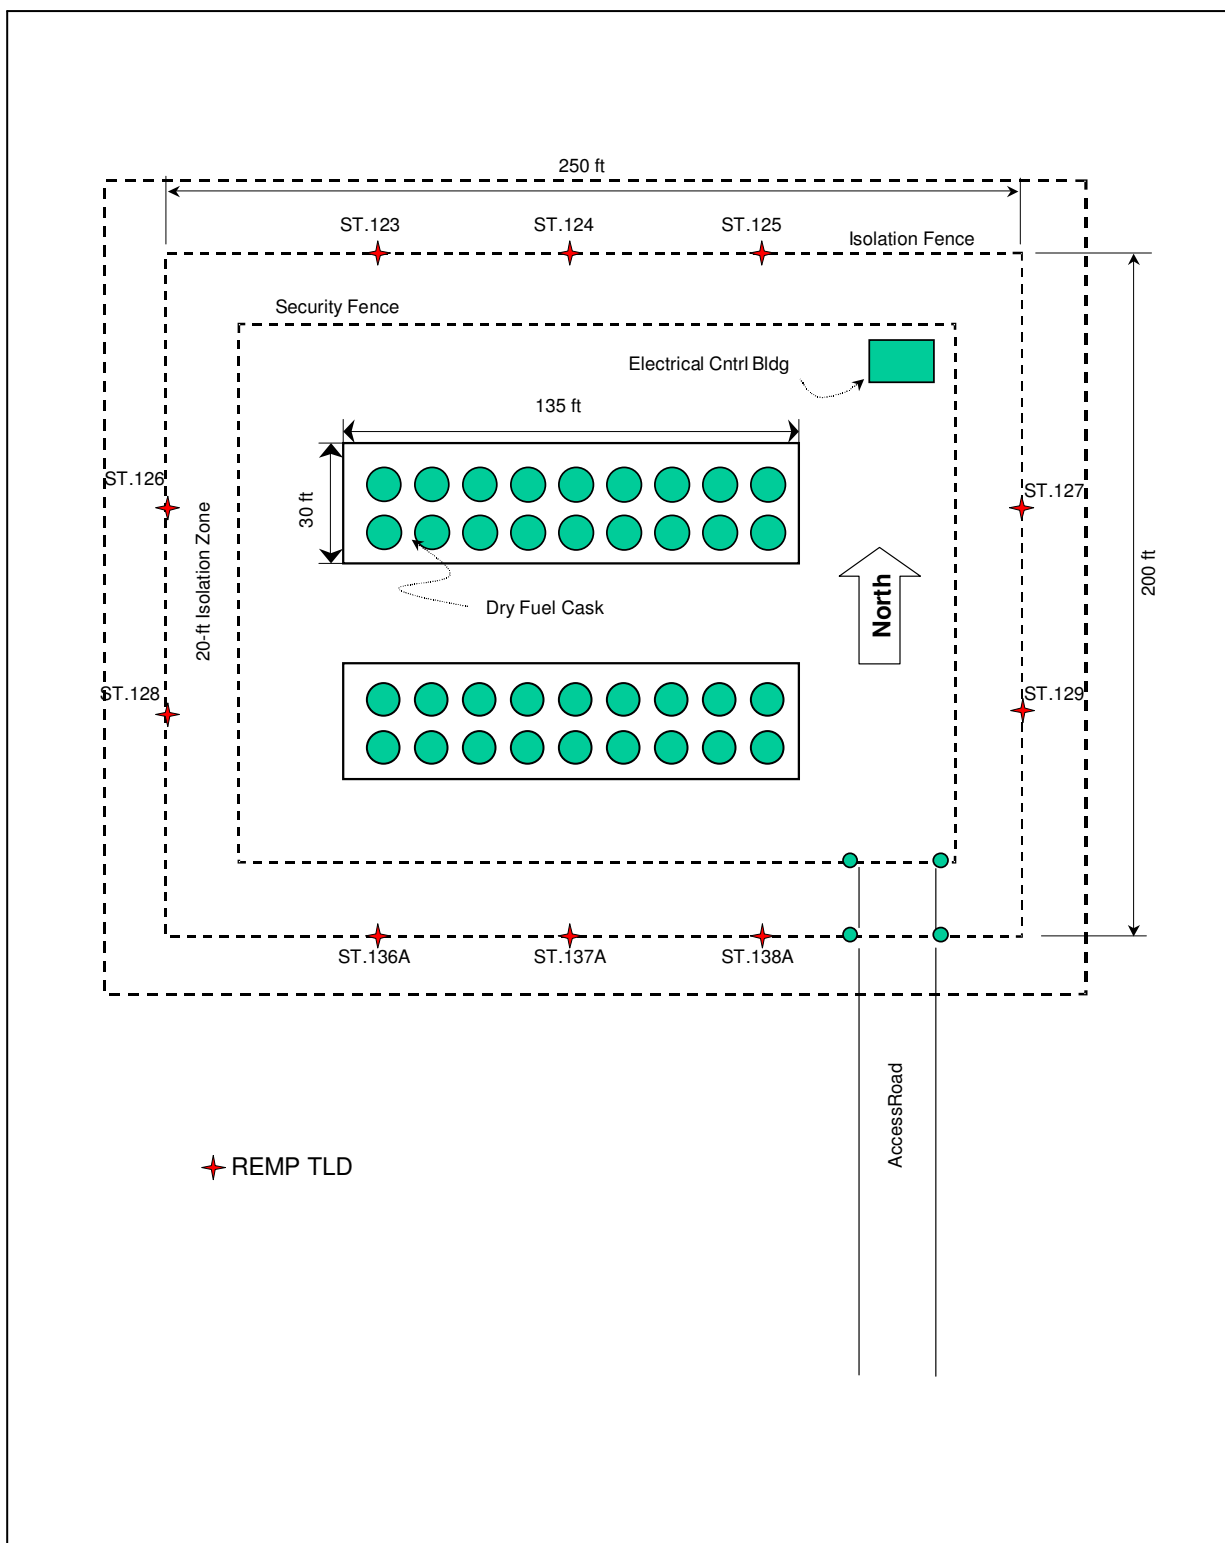 250 ft
ST.123
ST.124
ST.125
Isolation Fence
Security Fence
Electrical Cntrl Bldg
135 ft
ST.126
ST.127
30 ft
20-ft Isolation Zone
North
200 ft
Dry Fuel Cask
ST.128
ST.129
ST.136A
ST.137A
ST.138A
AccessRoad
REMP TLD